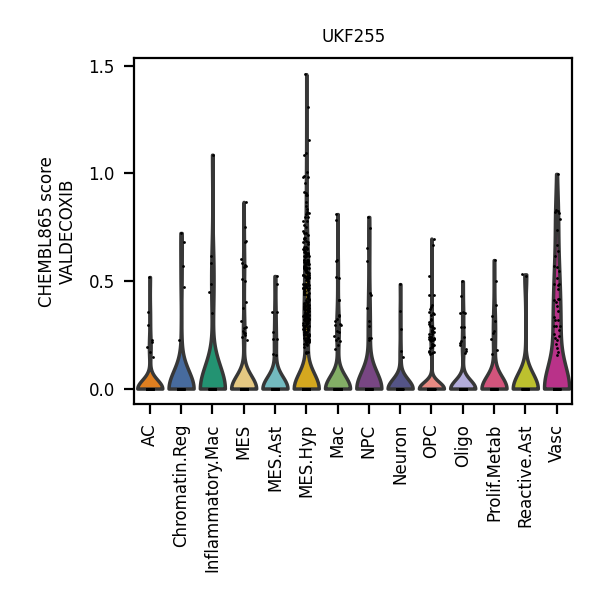 UKF255
CHEMBL865 score
VALDECOXIB
1.5
1.0
0.5
0.0
AC
Chromatin.Reg
Inflammatory.Mac
MES
MES.Ast
MES.Hyp
Mac
NPC
Neuron
OPC
Oligo
Prolif.Metab
Reactive.Ast
Vasc